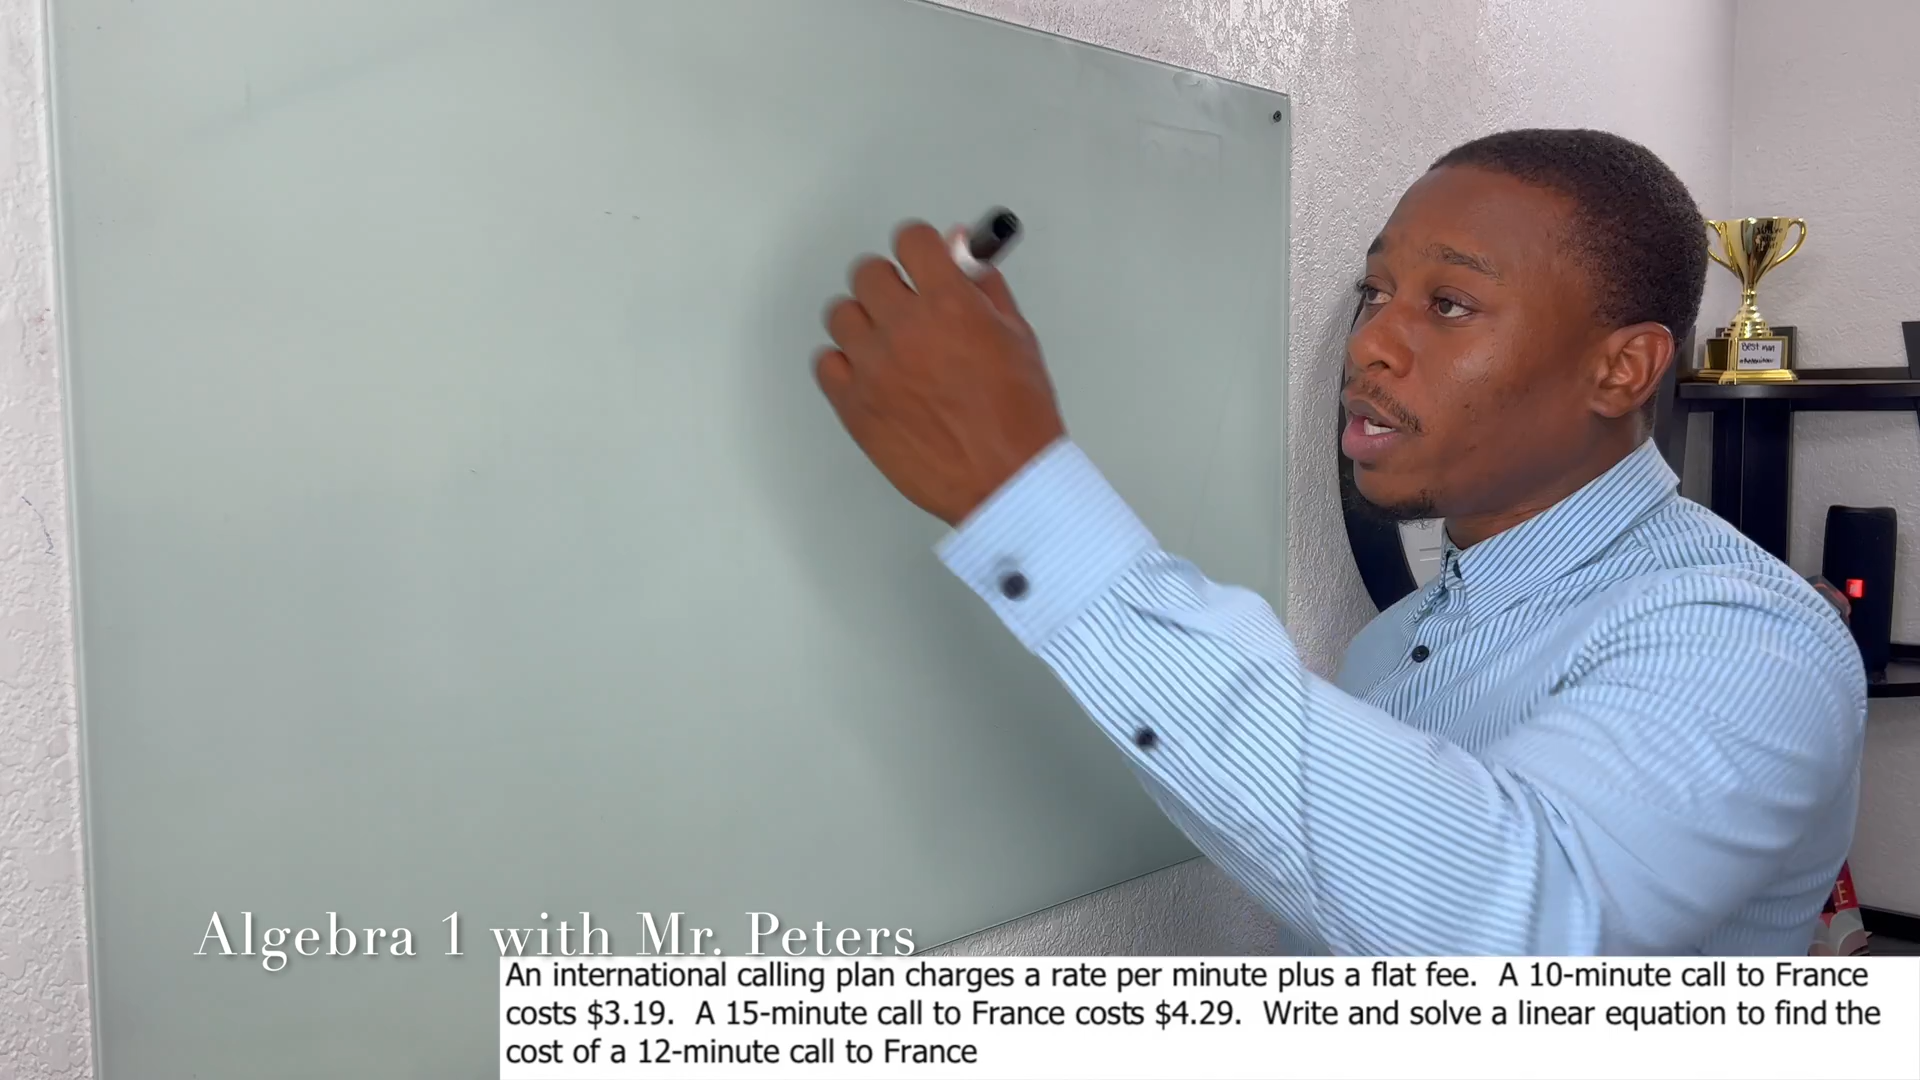 Best man
Algebra 1 with Mr. Peters
An international calling plan charges a rate per minute plus a flat fee. A 10-minute call to France
costs $3.19. A 15-minute call to France costs $4.29. Write and solve a linear equation to find the
cost of a 12-minute call to France